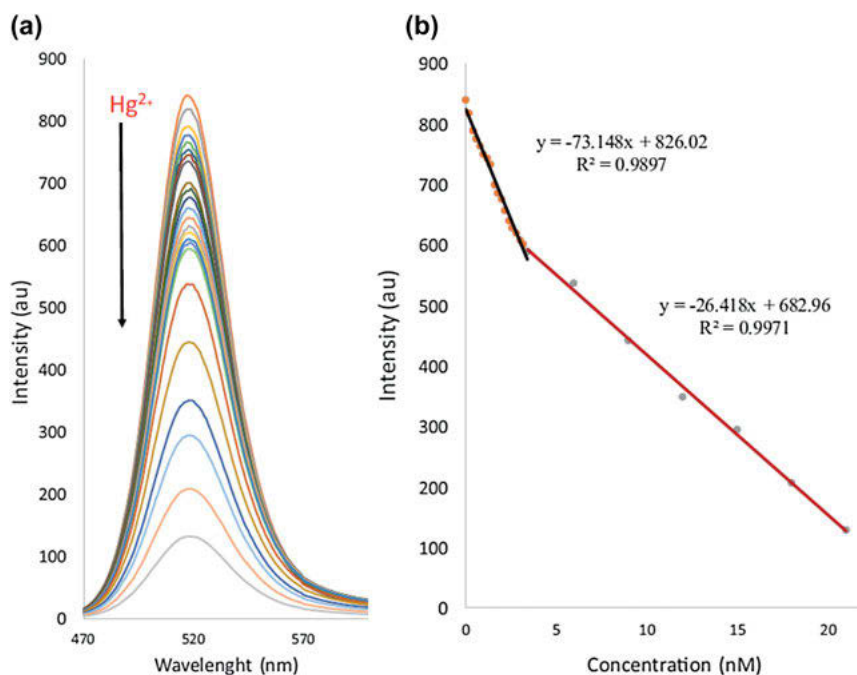 (a)
900
800
700
600
500
400
300
200
100
0
470
520
570
Intensity (au)
Wavelenght (nm)
Hg²⁺
(b)
900
800
700
600
500
400
300
200
100
0
0
5
10
15
20
Intensity (au)
Concentration (nM)
y = -73.148x + 826.02
R² = 0.9897
y = -26.418x + 682.96
R² = 0.9971